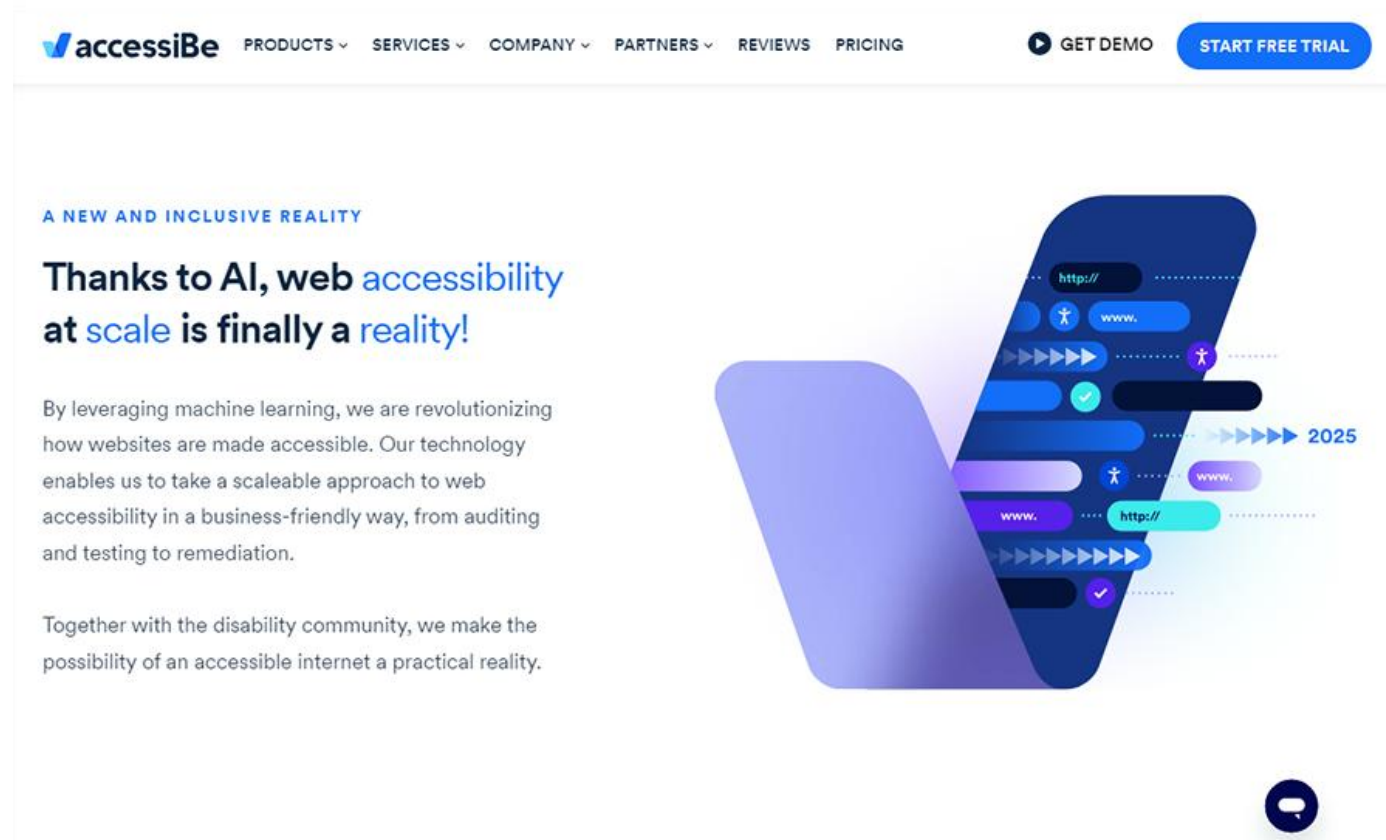 accessiBe PRODUCTS SERVICES COMPANY PARTNERS REVIEWS PRICING GET DEMO START FREE TRIAL
A NEW AND INCLUSIVE REALITY
Thanks to AI, web accessibility
at scale is finally a reality!
By leveraging machine learning, we are revolutionizing
how websites are made accessible. Our technology
enables us to take a scaleable approach to web
accessibility in a business-friendly way, from auditing
and testing to remediation.
Together with the disability community, we make the
possibility of an accessible internet a practical reality.
http://
www.
2025
www.
www. http://